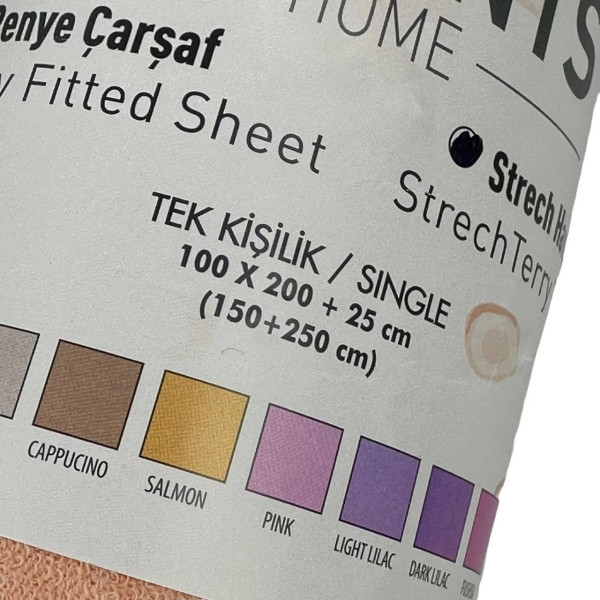 HOME
Penye Çarşaf
Fitted Sheet
Strech
StrechTerry
TEK KİŞİLİK / SINGLE
100 X 200 + 25 cm
(150+250 cm)
CAPPUCINO
SALMON
PINK
LIGHT LILAC
DARK LILAC